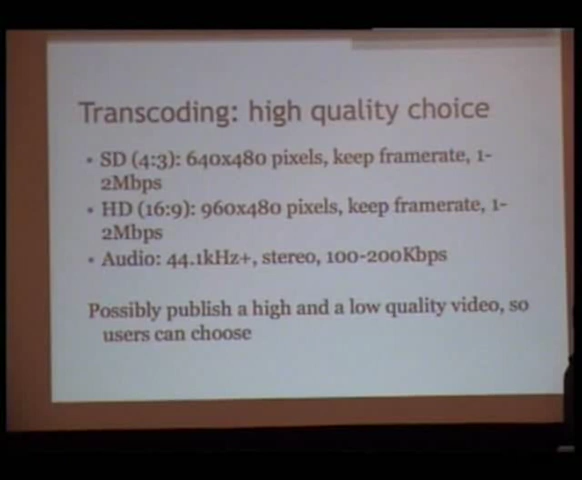 Transcoding: high quality choice
• SD (4:3): 640x480 pixels, keep framerate, 1-
2Mbps
• HD (16:9): 960x480 pixels, keep framerate, 1-
2Mbps
• Audio: 44.1kHz+, stereo, 100-200Kbps
Possibly publish a high and a low quality video, so
users can choose